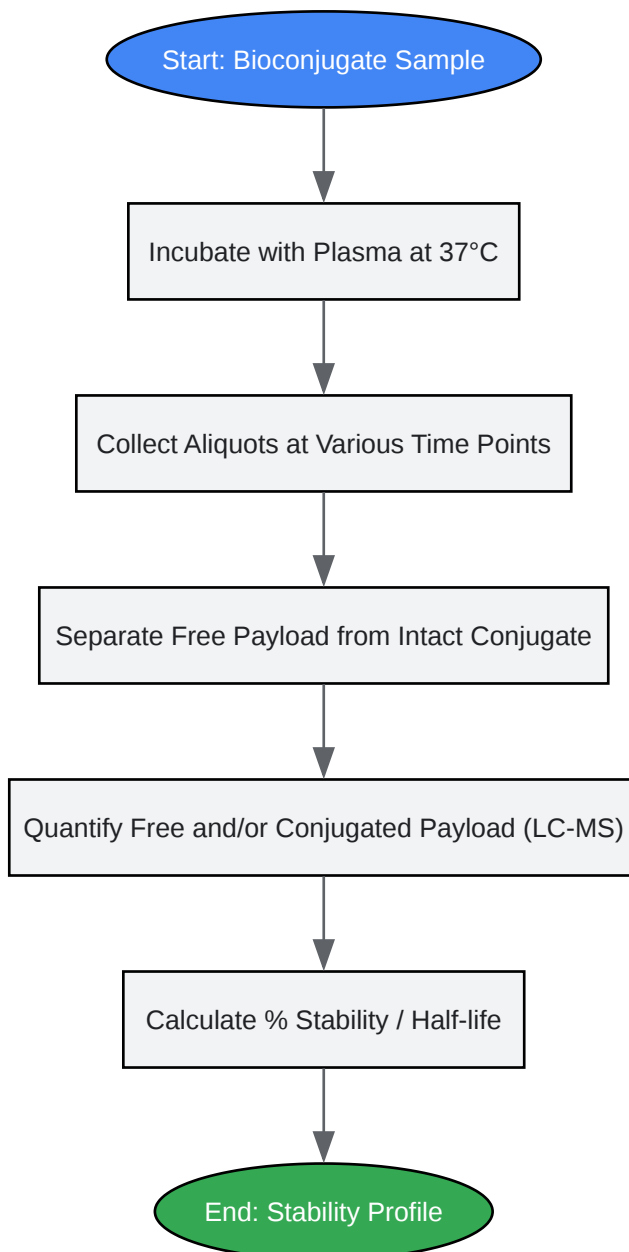 Start: Bioconjugate Sample
Incubate with Plasma at 37°C
Collect Aliquots at Various Time Points
Separate Free Payload from Intact Conjugate
Quantify Free and/or Conjugated Payload (LC-MS)
Calculate % Stability / Half-life
End: Stability Profile